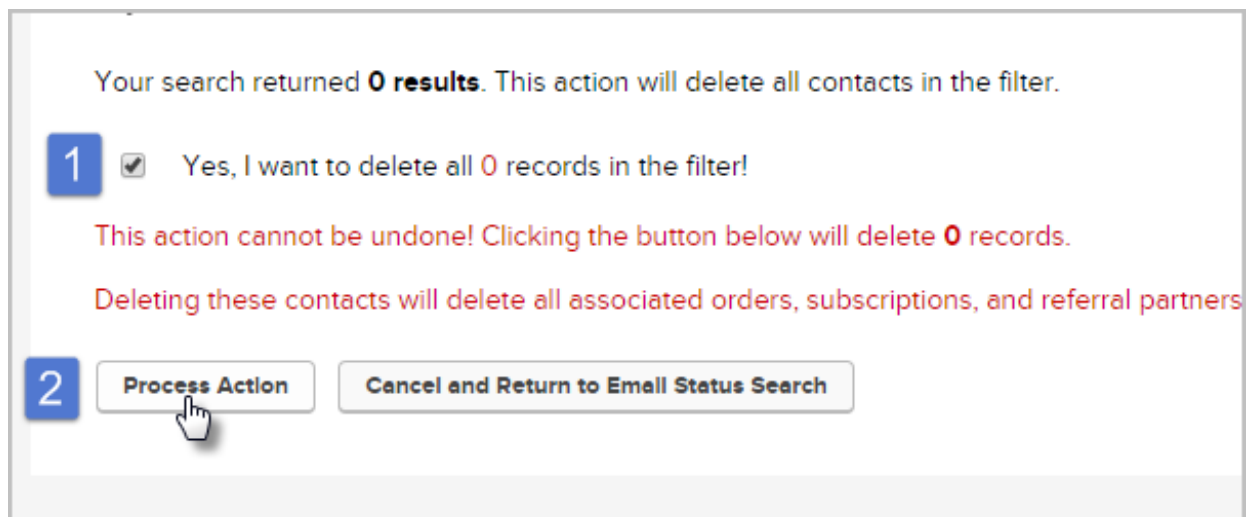 Your search returned 0 results. This action will delete all contacts in the filter.
1 Yes, I want to delete all 0 records in the filter!
This action cannot be undone! Clicking the button below will delete 0 records.
Deleting these contacts will delete all associated orders, subscriptions, and referral partners
2 Process Action Cancel and Return to Email Status Search